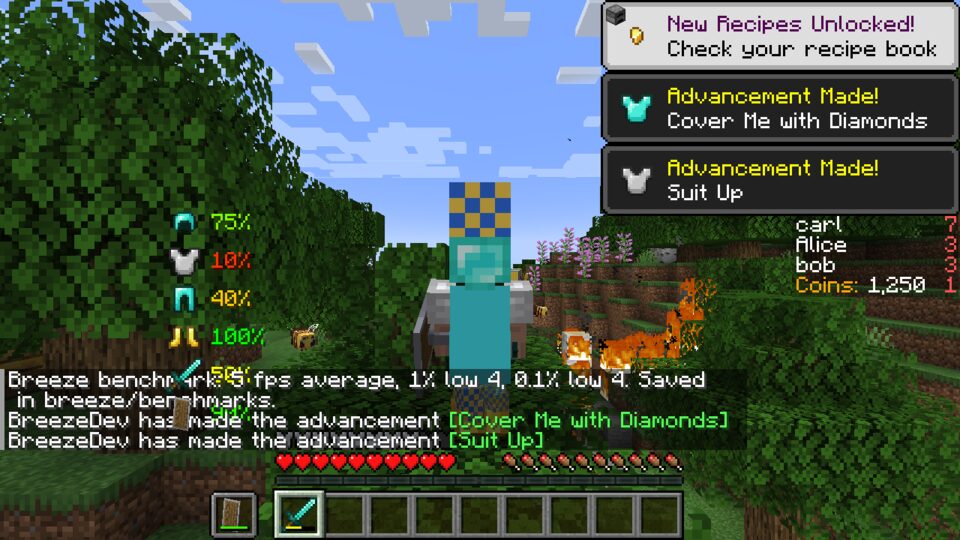 New Recipes Unlocked!
Check your recipe book
Advancement Made!
Cover Me with Diamonds
Advancement Made!
Suit Up
carl 7
Alice 3
bob 3
Coins: 1,250 1
75%
10%
40%
100%
Breeze benchmark: 5 fps average, 1% low 4, 0.1% low 4. Saved
in breeze/benchmarks.
BreezeDev has made the advancement [Cover Me with Diamonds]
BreezeDev has made the advancement [Suit Up]